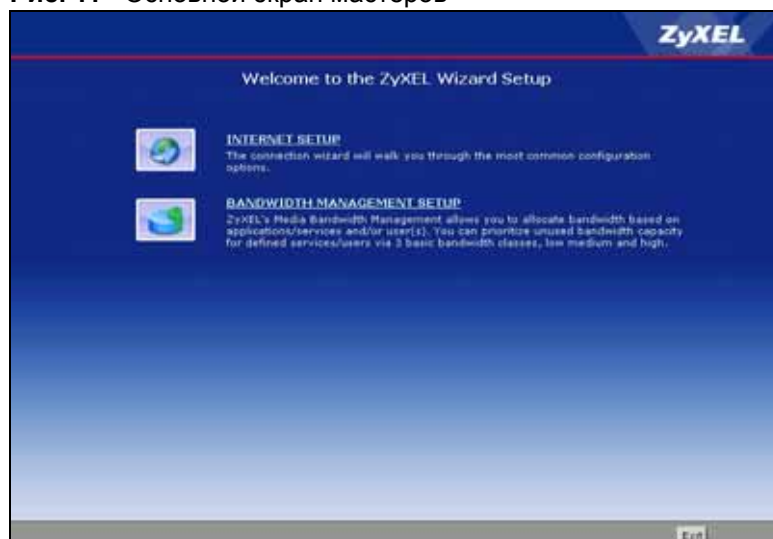 Рис. 17 Основной экран мастеров
ZyXEL
Welcome to the ZyXEL Wizard Setup
INTERNET SETUP
The connection wizard will walk you through the most common configuration
options.
BANDWIDTH MANAGEMENT SETUP
ZyXEL's Media Bandwidth Management allows you to allocate bandwidth based on
applications/services and/or user(s). You can prioritize unused bandwidth capacity
for defined services/users via 3 basic bandwidth classes, low medium and high.
Exit